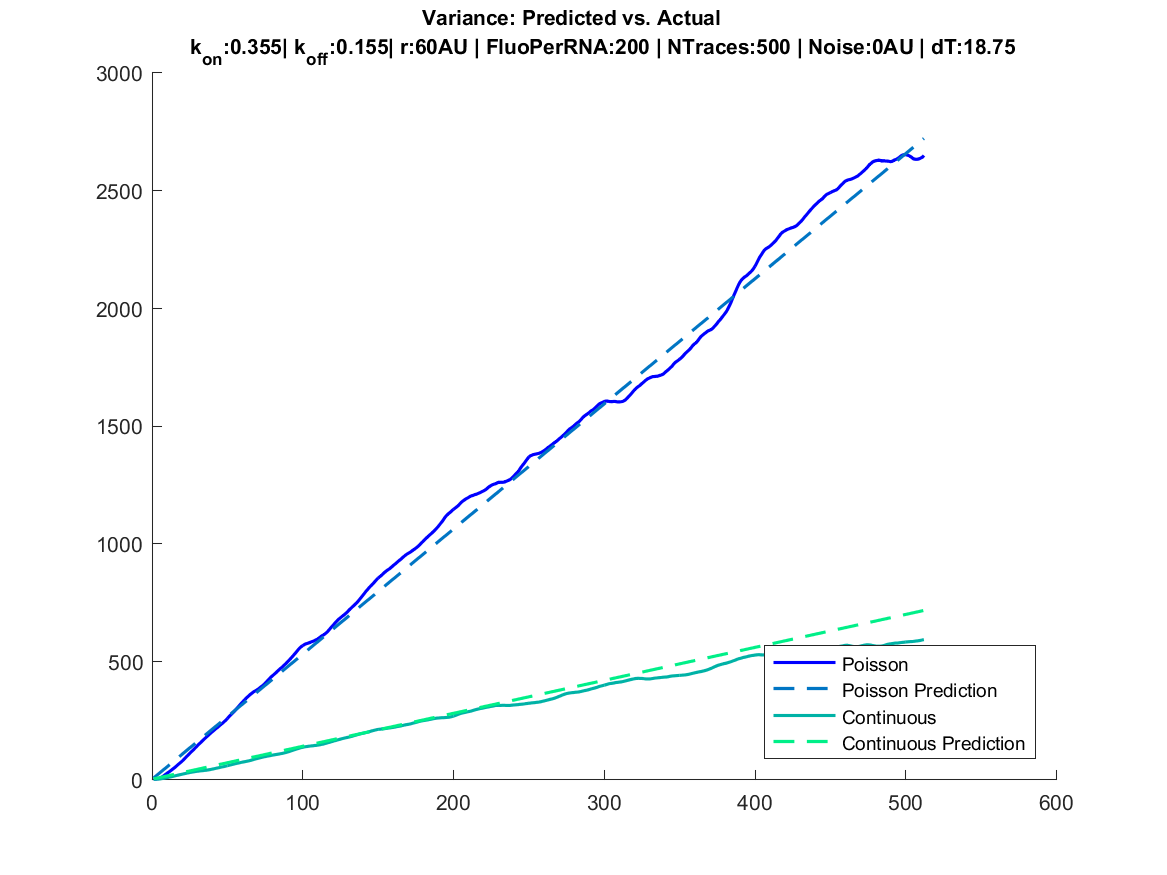 Variance: Predicted vs. Actual
kon:0.355| koff:0.155| r:60AU | FluoPerRNA:200 | NTraces:500 | Noise:0AU | dT:18.75
3000
2500
2000
1500
1000
500
0
Poisson
Poisson Prediction
Continuous
Continuous Prediction
0 100 200 300 400 500 600